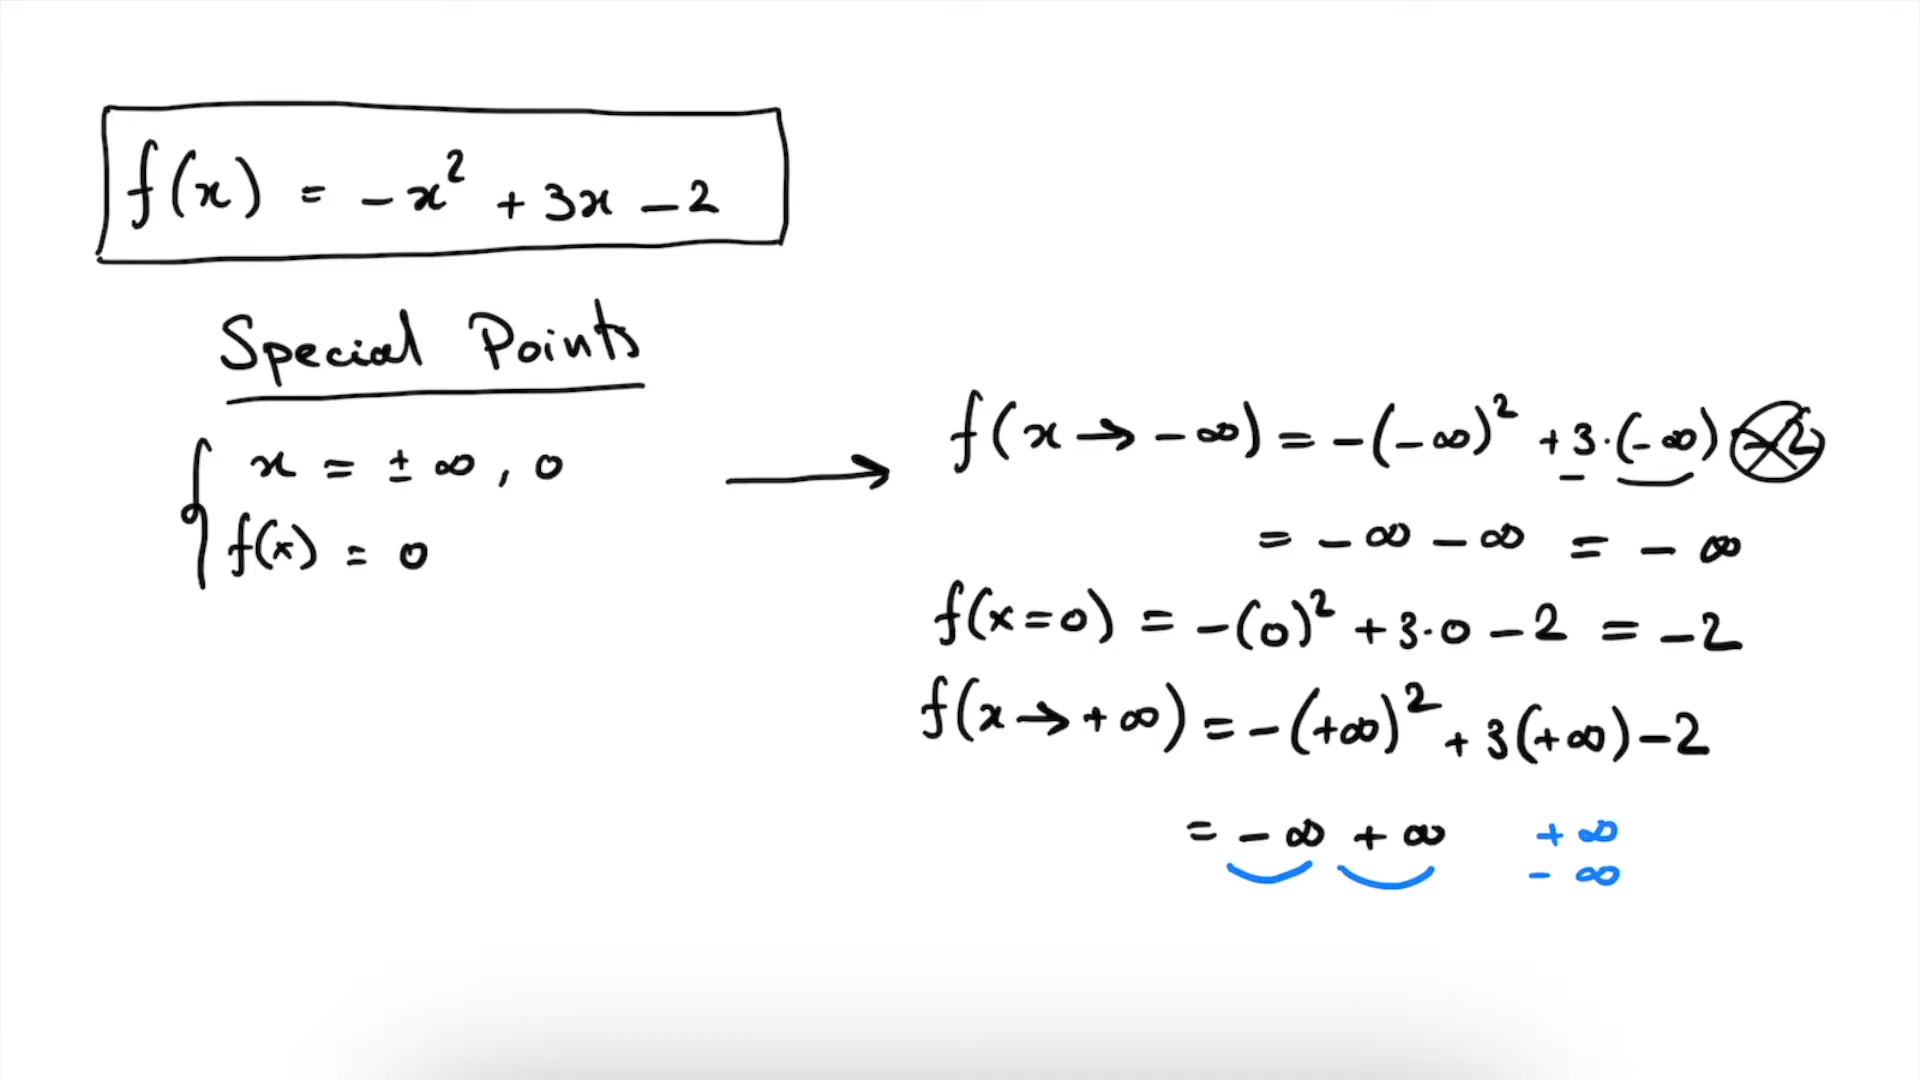 f(x) = -x² + 3x - 2
Special Points
x = ± ∞, 0
f(x) = 0
f(x → -∞) = -(-∞)² + 3·(-∞) - 2
= -∞ - ∞ = -∞
f(x=0) = -(0)² + 3·0 - 2 = -2
f(x → +∞) = -(+∞)² + 3(+∞) - 2
= -∞ + ∞ +∞
-∞